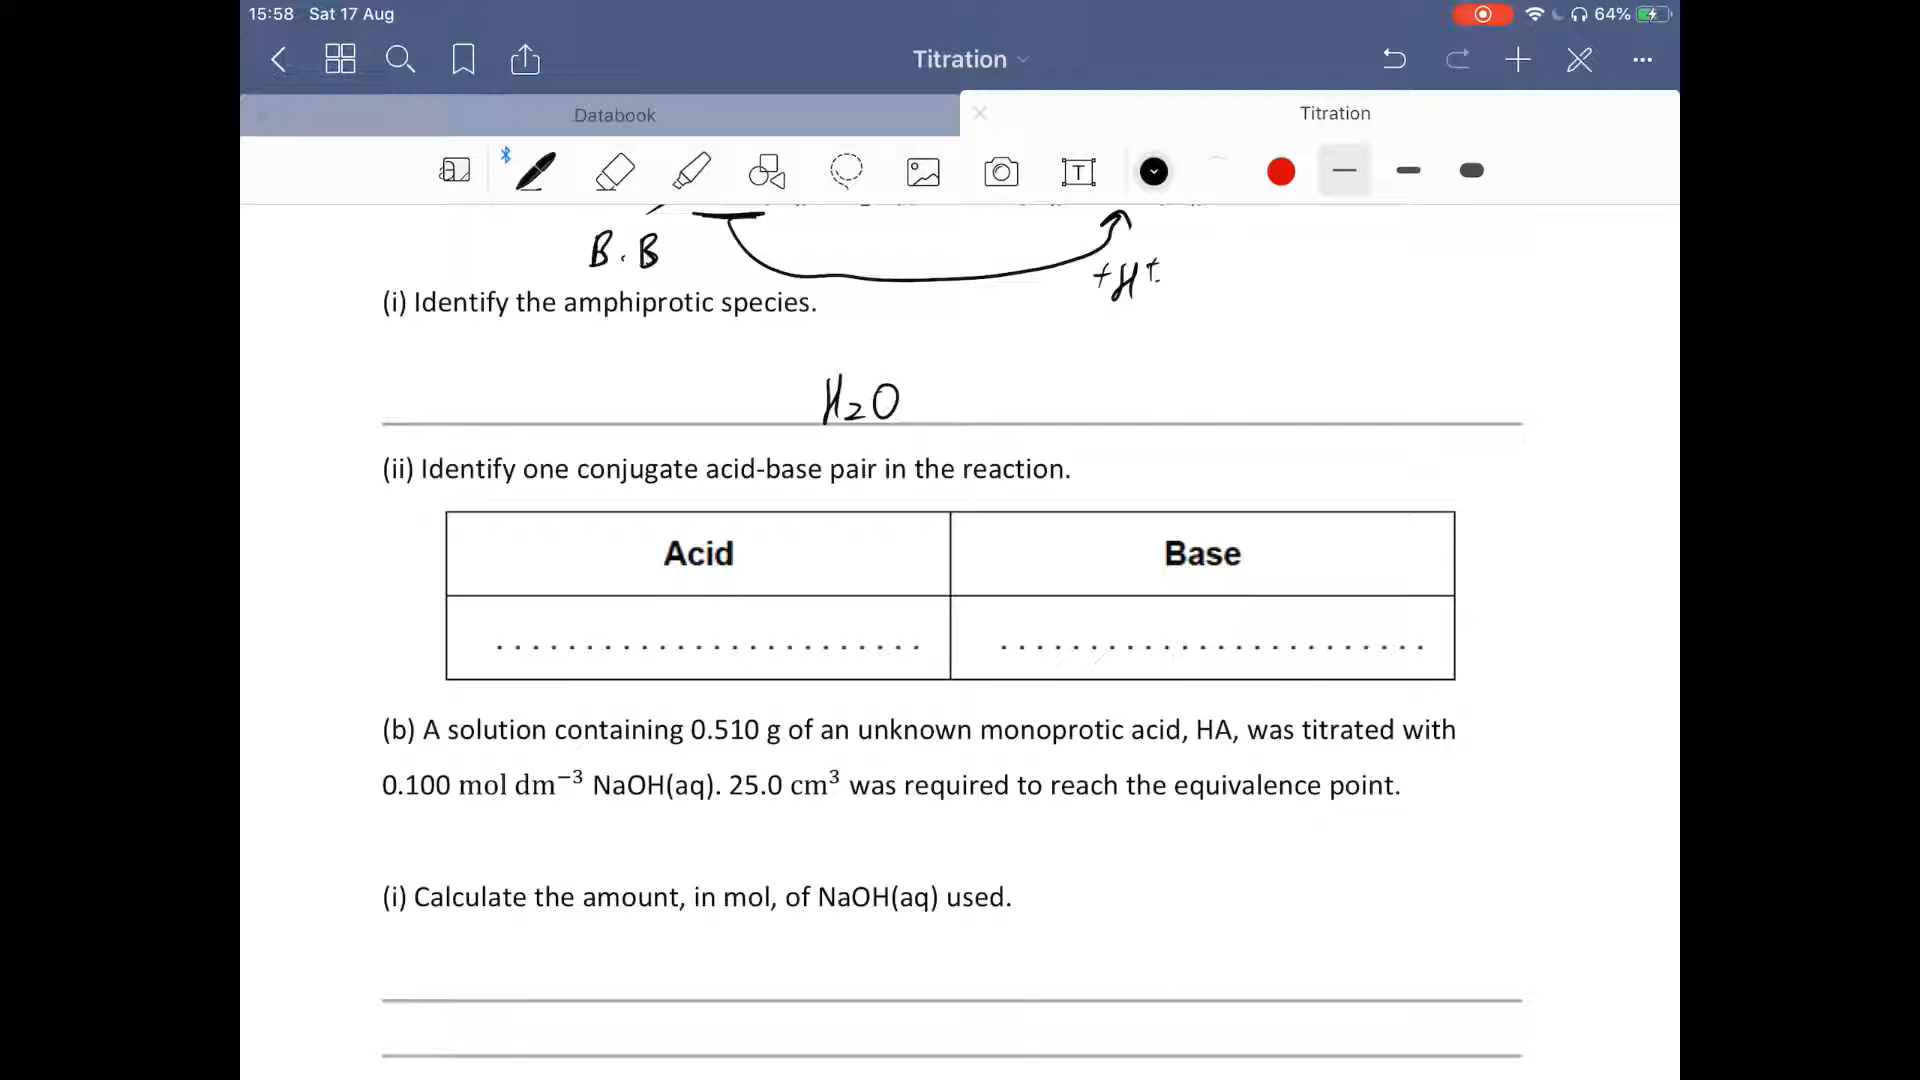 15:58 Sat 17 Aug 64%
Titration
Databook Titration
B.B
+H+
(i) Identify the amphiprotic species.
H₂O
(ii) Identify one conjugate acid-base pair in the reaction.
Acid Base
........................ ........................
(b) A solution containing 0.510 g of an unknown monoprotic acid, HA, was titrated with
0.100 mol dm⁻³ NaOH(aq). 25.0 cm³ was required to reach the equivalence point.
(i) Calculate the amount, in mol, of NaOH(aq) used.